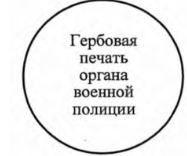 Гербовая
печать
органа
военной
полиции